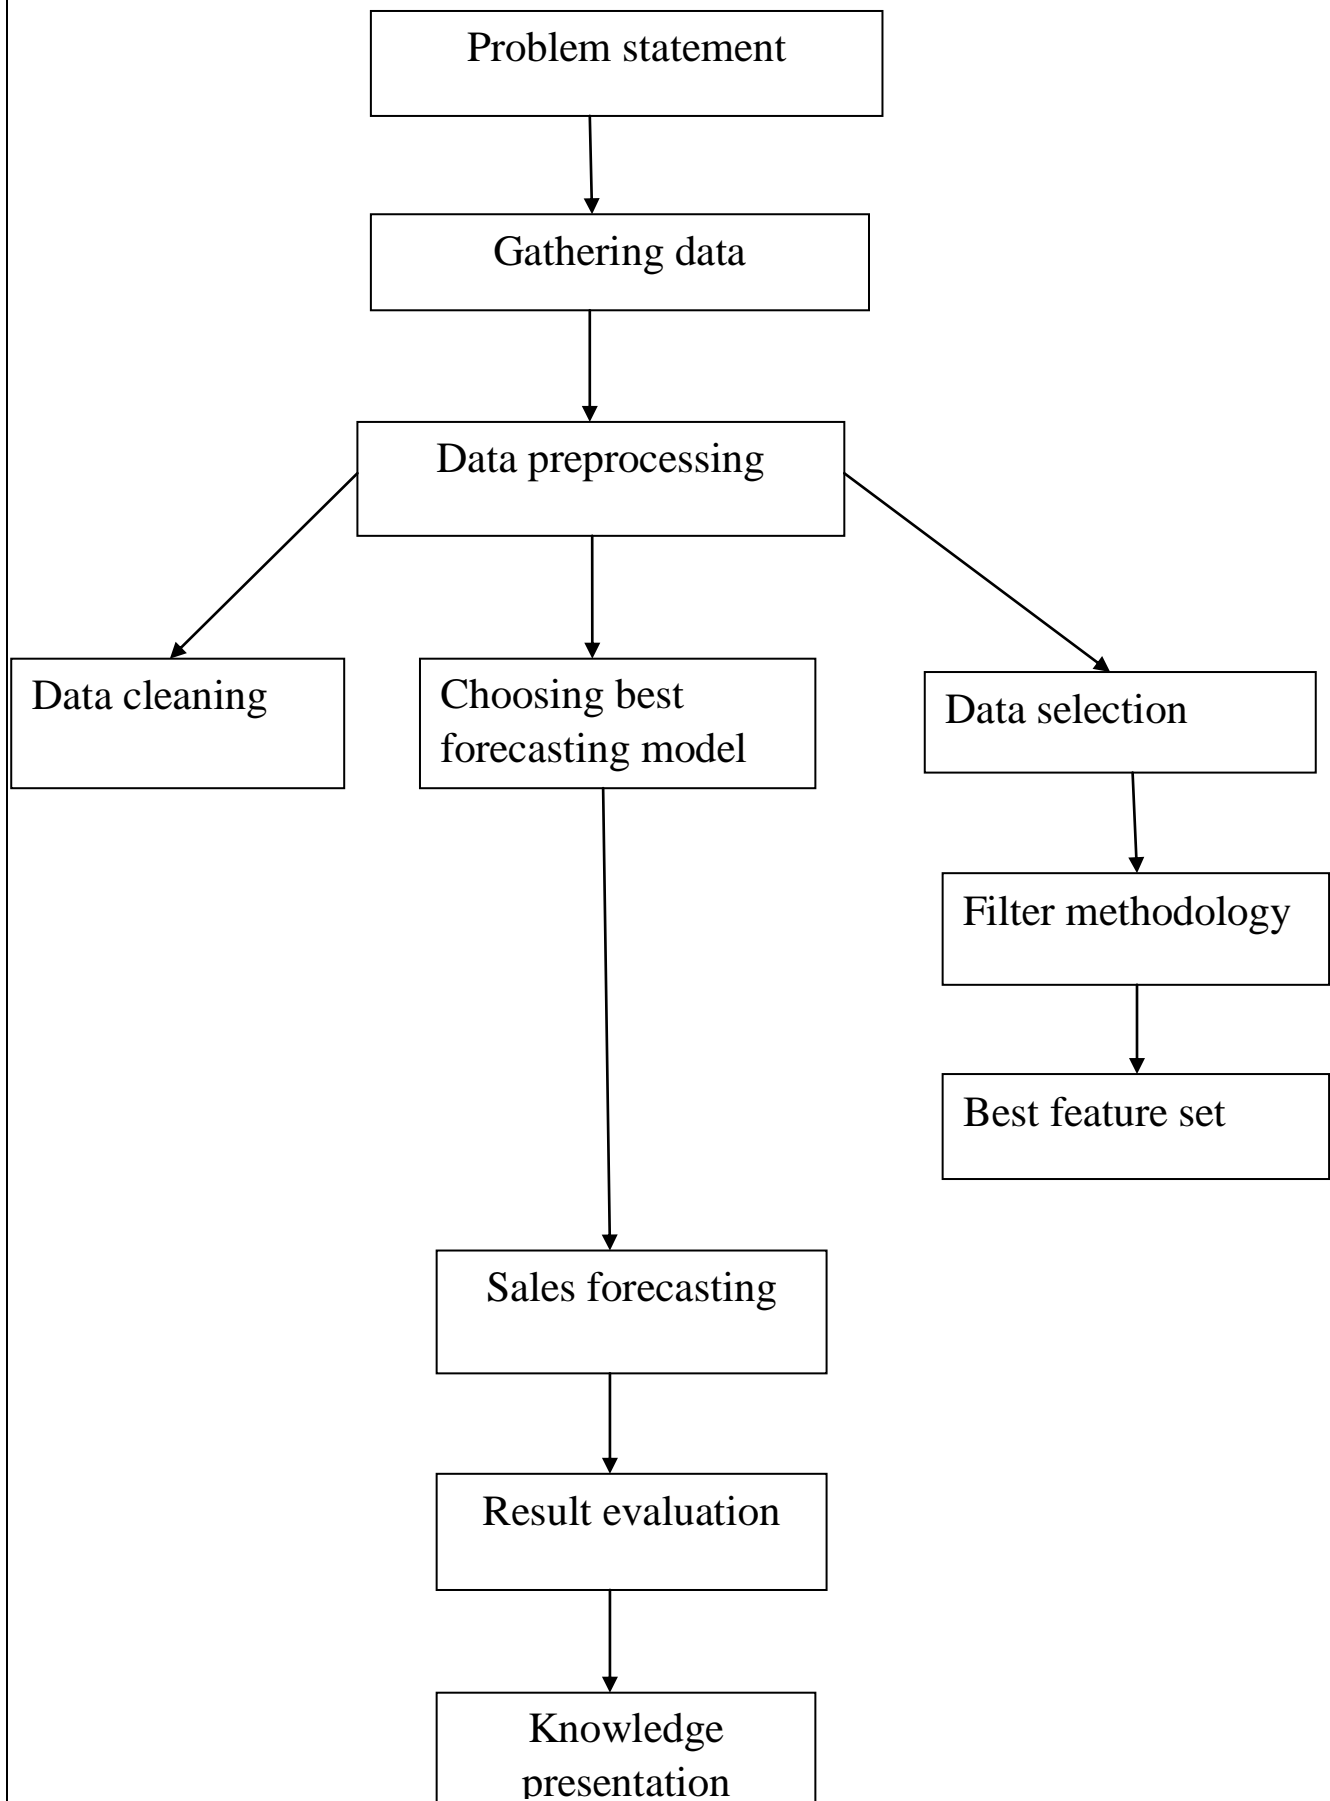 Problem statement
Gathering data
Data preprocessing
Data cleaning
Choosing best
forecasting model
Data selection
Filter methodology
Best feature set
Sales forecasting
Result evaluation
Knowledge
presentation